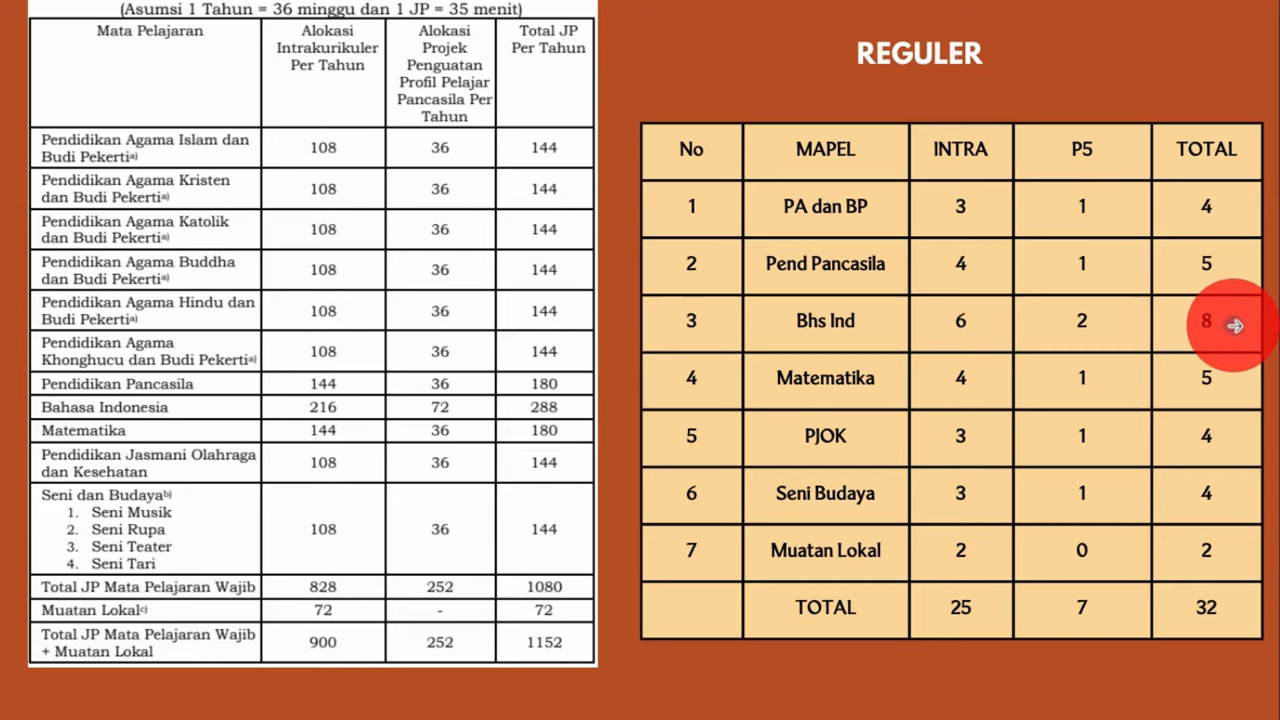 (Asumsi 1 Tahun = 36 minggu dan 1 JP = 35 menit)
Mata Pelajaran
Alokasi
Intrakurikuler
Per Tahun
Alokasi
Projek
Penguatan
Profil Pelajar
Pancasila Per
Tahun
Total JP
Per Tahun
Pendidikan Agama Islam dan
Budi Pekertiᵃ⁾
108 36 144
Pendidikan Agama Kristen
dan Budi Pekertiᵃ⁾
108 36 144
Pendidikan Agama Katolik
dan Budi Pekertiᵃ⁾
108 36 144
Pendidikan Agama Buddha
dan Budi Pekertiᵃ⁾
108 36 144
Pendidikan Agama Hindu dan
Budi Pekertiᵃ⁾
108 36 144
Pendidikan Agama
Khonghucu dan Budi Pekertiᵃ⁾
108 36 144
Pendidikan Pancasila 144 36 180
Bahasa Indonesia 216 72 288
Matematika 144 36 180
Pendidikan Jasmani Olahraga
dan Kesehatan
108 36 144
Seni dan Budayaᵇ⁾
1. Seni Musik
2. Seni Rupa
3. Seni Teater
4. Seni Tari
108 36 144
Total JP Mata Pelajaran Wajib 828 252 1080
Muatan Lokalᶜ⁾ 72 - 72
Total JP Mata Pelajaran Wajib
+ Muatan Lokal
900 252 1152
REGULER
No MAPEL INTRA P5 TOTAL
1 PA dan BP 3 1 4
2 Pend Pancasila 4 1 5
3 Bhs Ind 6 2 8
4 Matematika 4 1 5
5 PJOK 3 1 4
6 Seni Budaya 3 1 4
7 Muatan Lokal 2 0 2
TOTAL 25 7 32